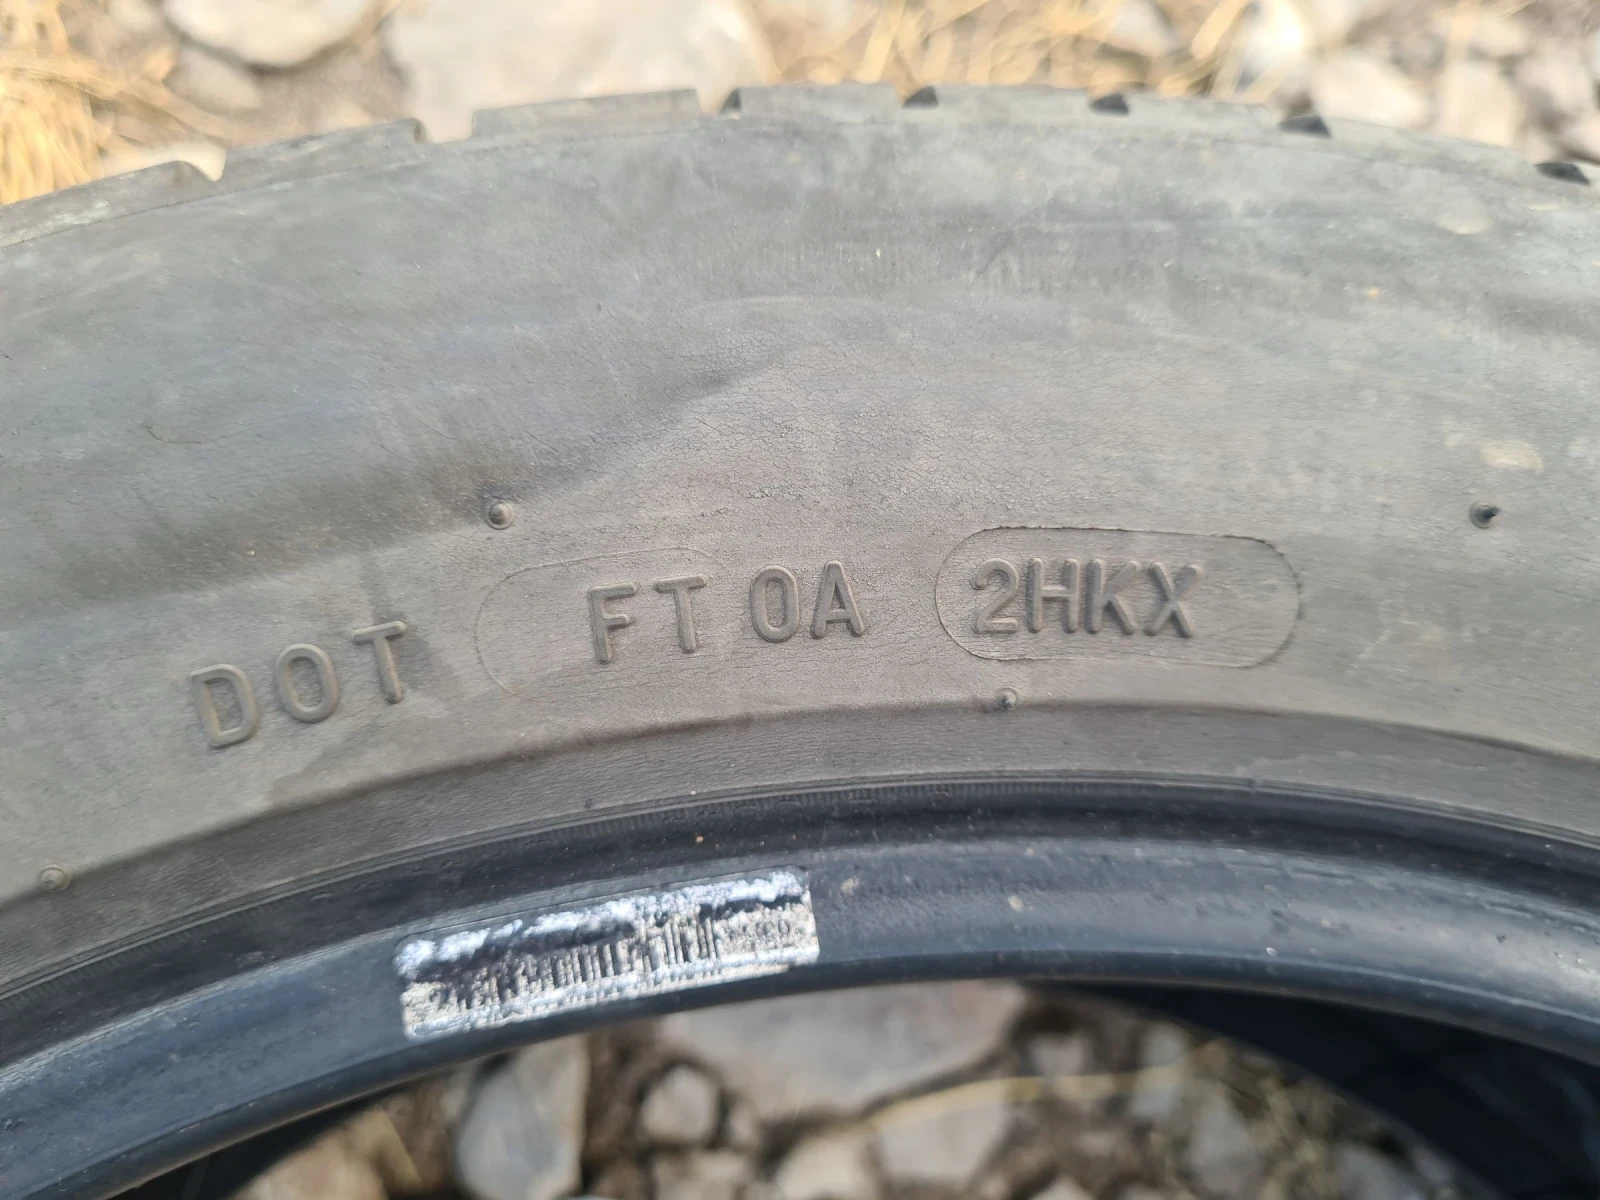 DOT FT 0A 2HKX